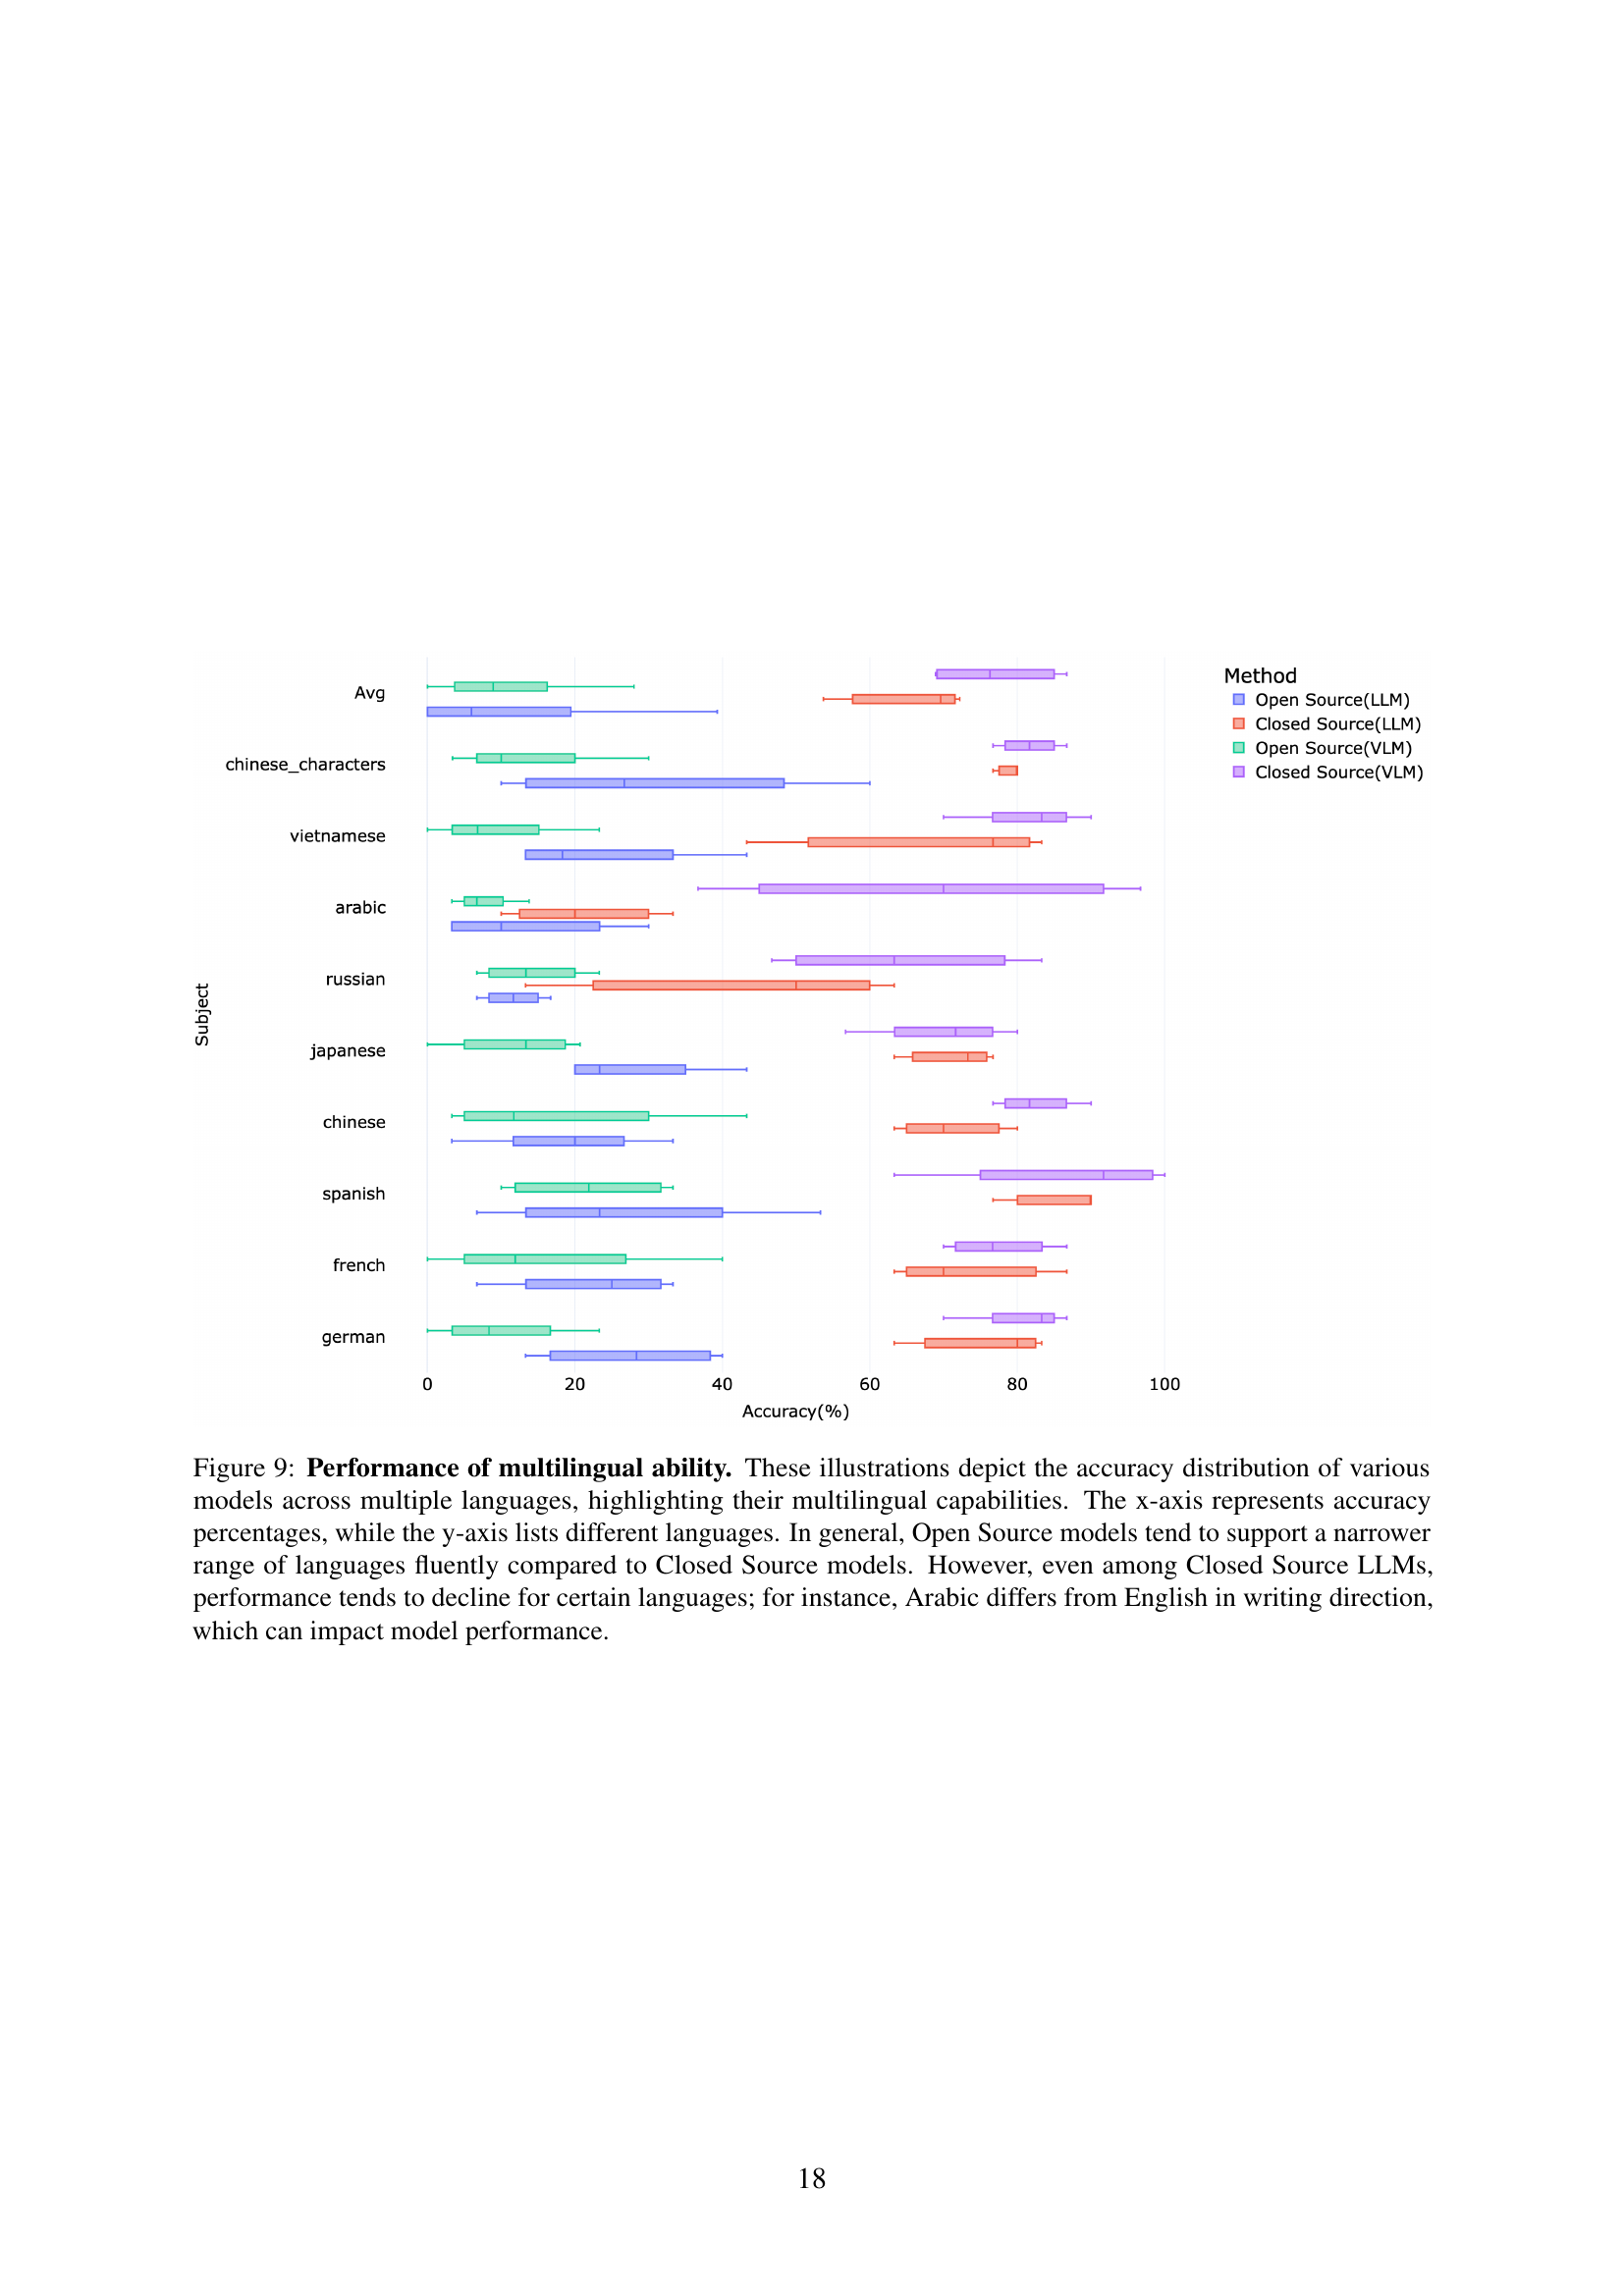 Avg
chinese_characters
vietnamese
arabic
russian
japanese
chinese
spanish
french
german
Subject
0 20 40 60 80 100
Accuracy(%)
Method
Open Source(LLM)
Closed Source(LLM)
Open Source(VLM)
Closed Source(VLM)
Figure 9: Performance of multilingual ability. These illustrations depict the accuracy distribution of various
models across multiple languages, highlighting their multilingual capabilities. The x-axis represents accuracy
percentages, while the y-axis lists different languages. In general, Open Source models tend to support a narrower
range of languages fluently compared to Closed Source models. However, even among Closed Source LLMs,
performance tends to decline for certain languages; for instance, Arabic differs from English in writing direction,
which can impact model performance.
18